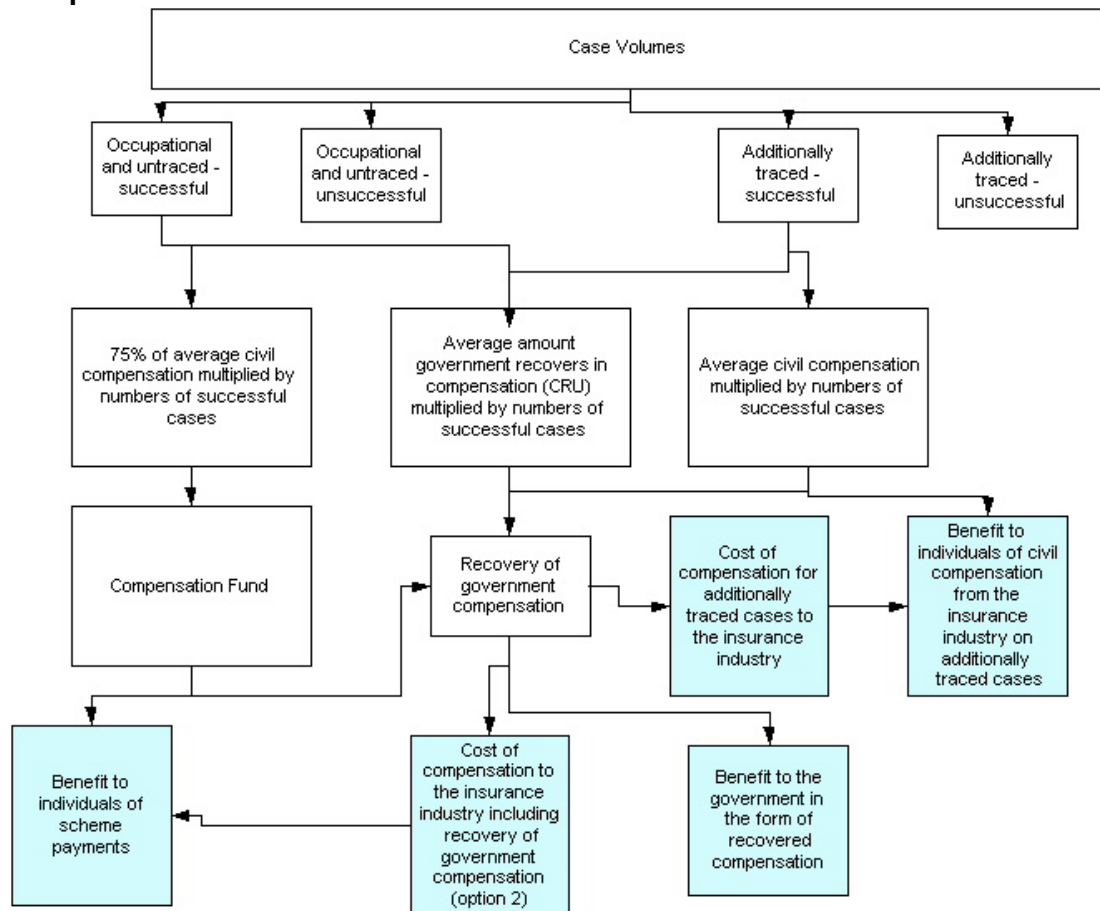 Case Volumes
Occupational
and untraced -
successful
Occupational
and untraced -
unsuccessful
Additionally
traced -
successful
Additionally
traced -
unsuccessful
75% of average civil
compensation multiplied by
numbers of successful
cases
Average amount
government recovers in
compensation (CRU)
multiplied by numbers of
successful cases
Average civil compensation
multiplied by numbers of
successful cases
Compensation Fund
Recovery of
government
compensation
Cost of
compensation for
additionally
traced cases to
the insurance
industry
Benefit to
individuals of civil
compensation
from the
insurance
industry on
additionally
traced cases
Benefit to
individuals of
scheme
payments
Cost of
compensation to
the insurance
industry including
recovery of
government
compensation
(option 2)
Benefit to the
government in
the form of
recovered
compensation